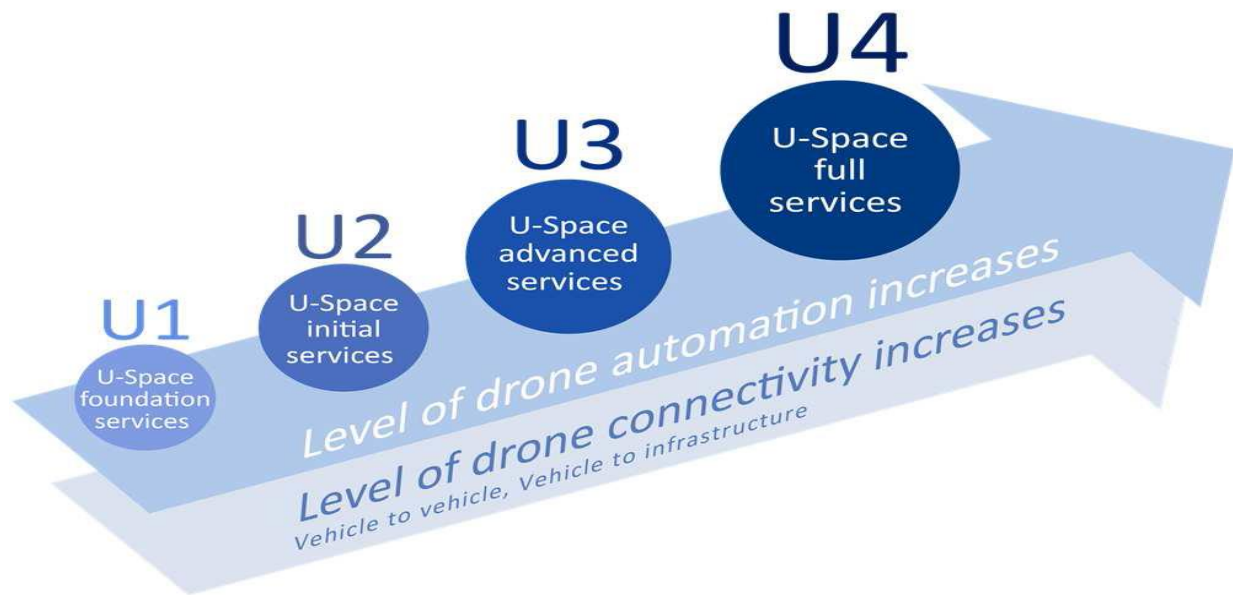 U1
U-Space
foundation
services
U2
U-Space
initial
services
U3
U-Space
advanced
services
U4
U-Space
full
services
Level of drone automation increases
Level of drone connectivity increases
Vehicle to vehicle, Vehicle to infrastructure